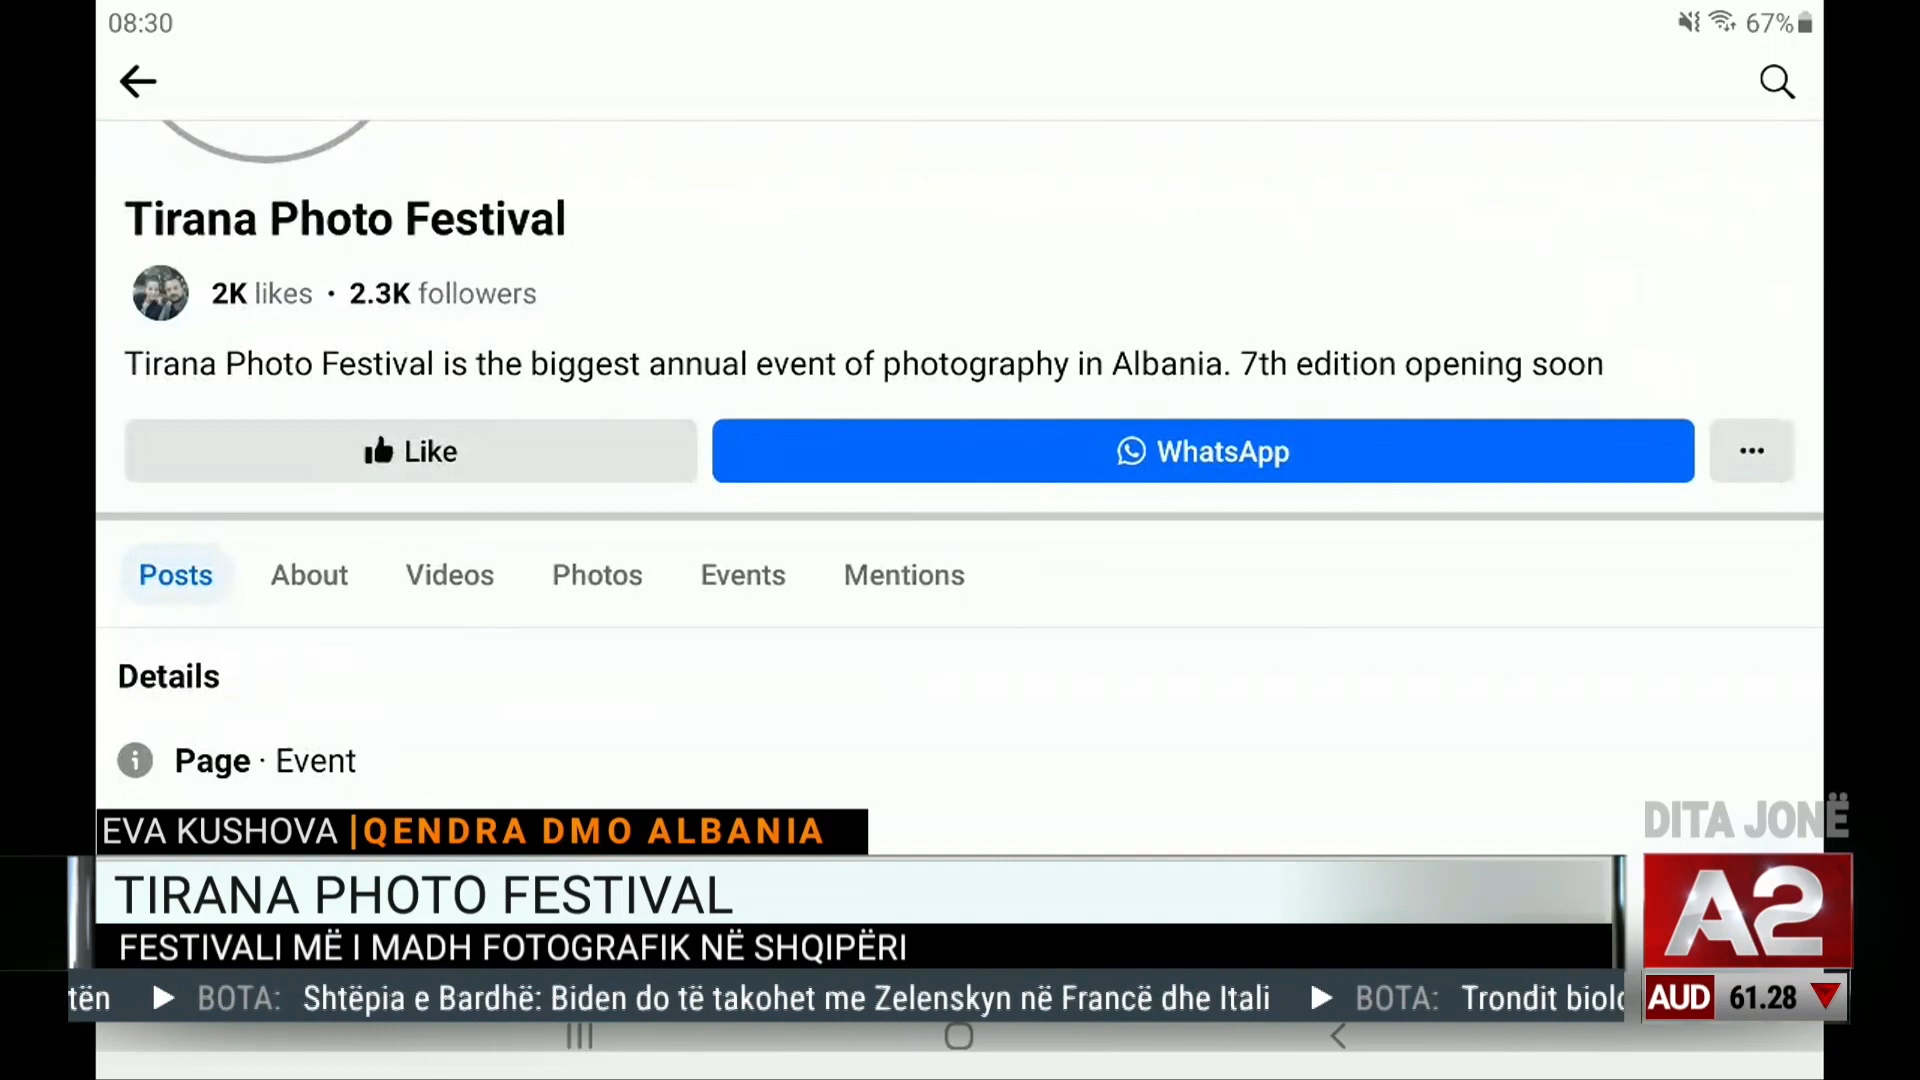 08:30
67%
Tirana Photo Festival
2K likes · 2.3K followers
Tirana Photo Festival is the biggest annual event of photography in Albania. 7th edition opening soon
Like
WhatsApp
Posts About Videos Photos Events Mentions
Details
Page · Event
EVA KUSHOVA |QENDRA DMO ALBANIA
DITA JONË
TIRANA PHOTO FESTIVAL
A2
FESTIVALI MË I MADH FOTOGRAFIK NË SHQIPËRI
tën ▶ BOTA: Shtëpia e Bardhë: Biden do të takohet me Zelenskyn në Francë dhe Itali ▶ BOTA: Trondit
AUD 61.28